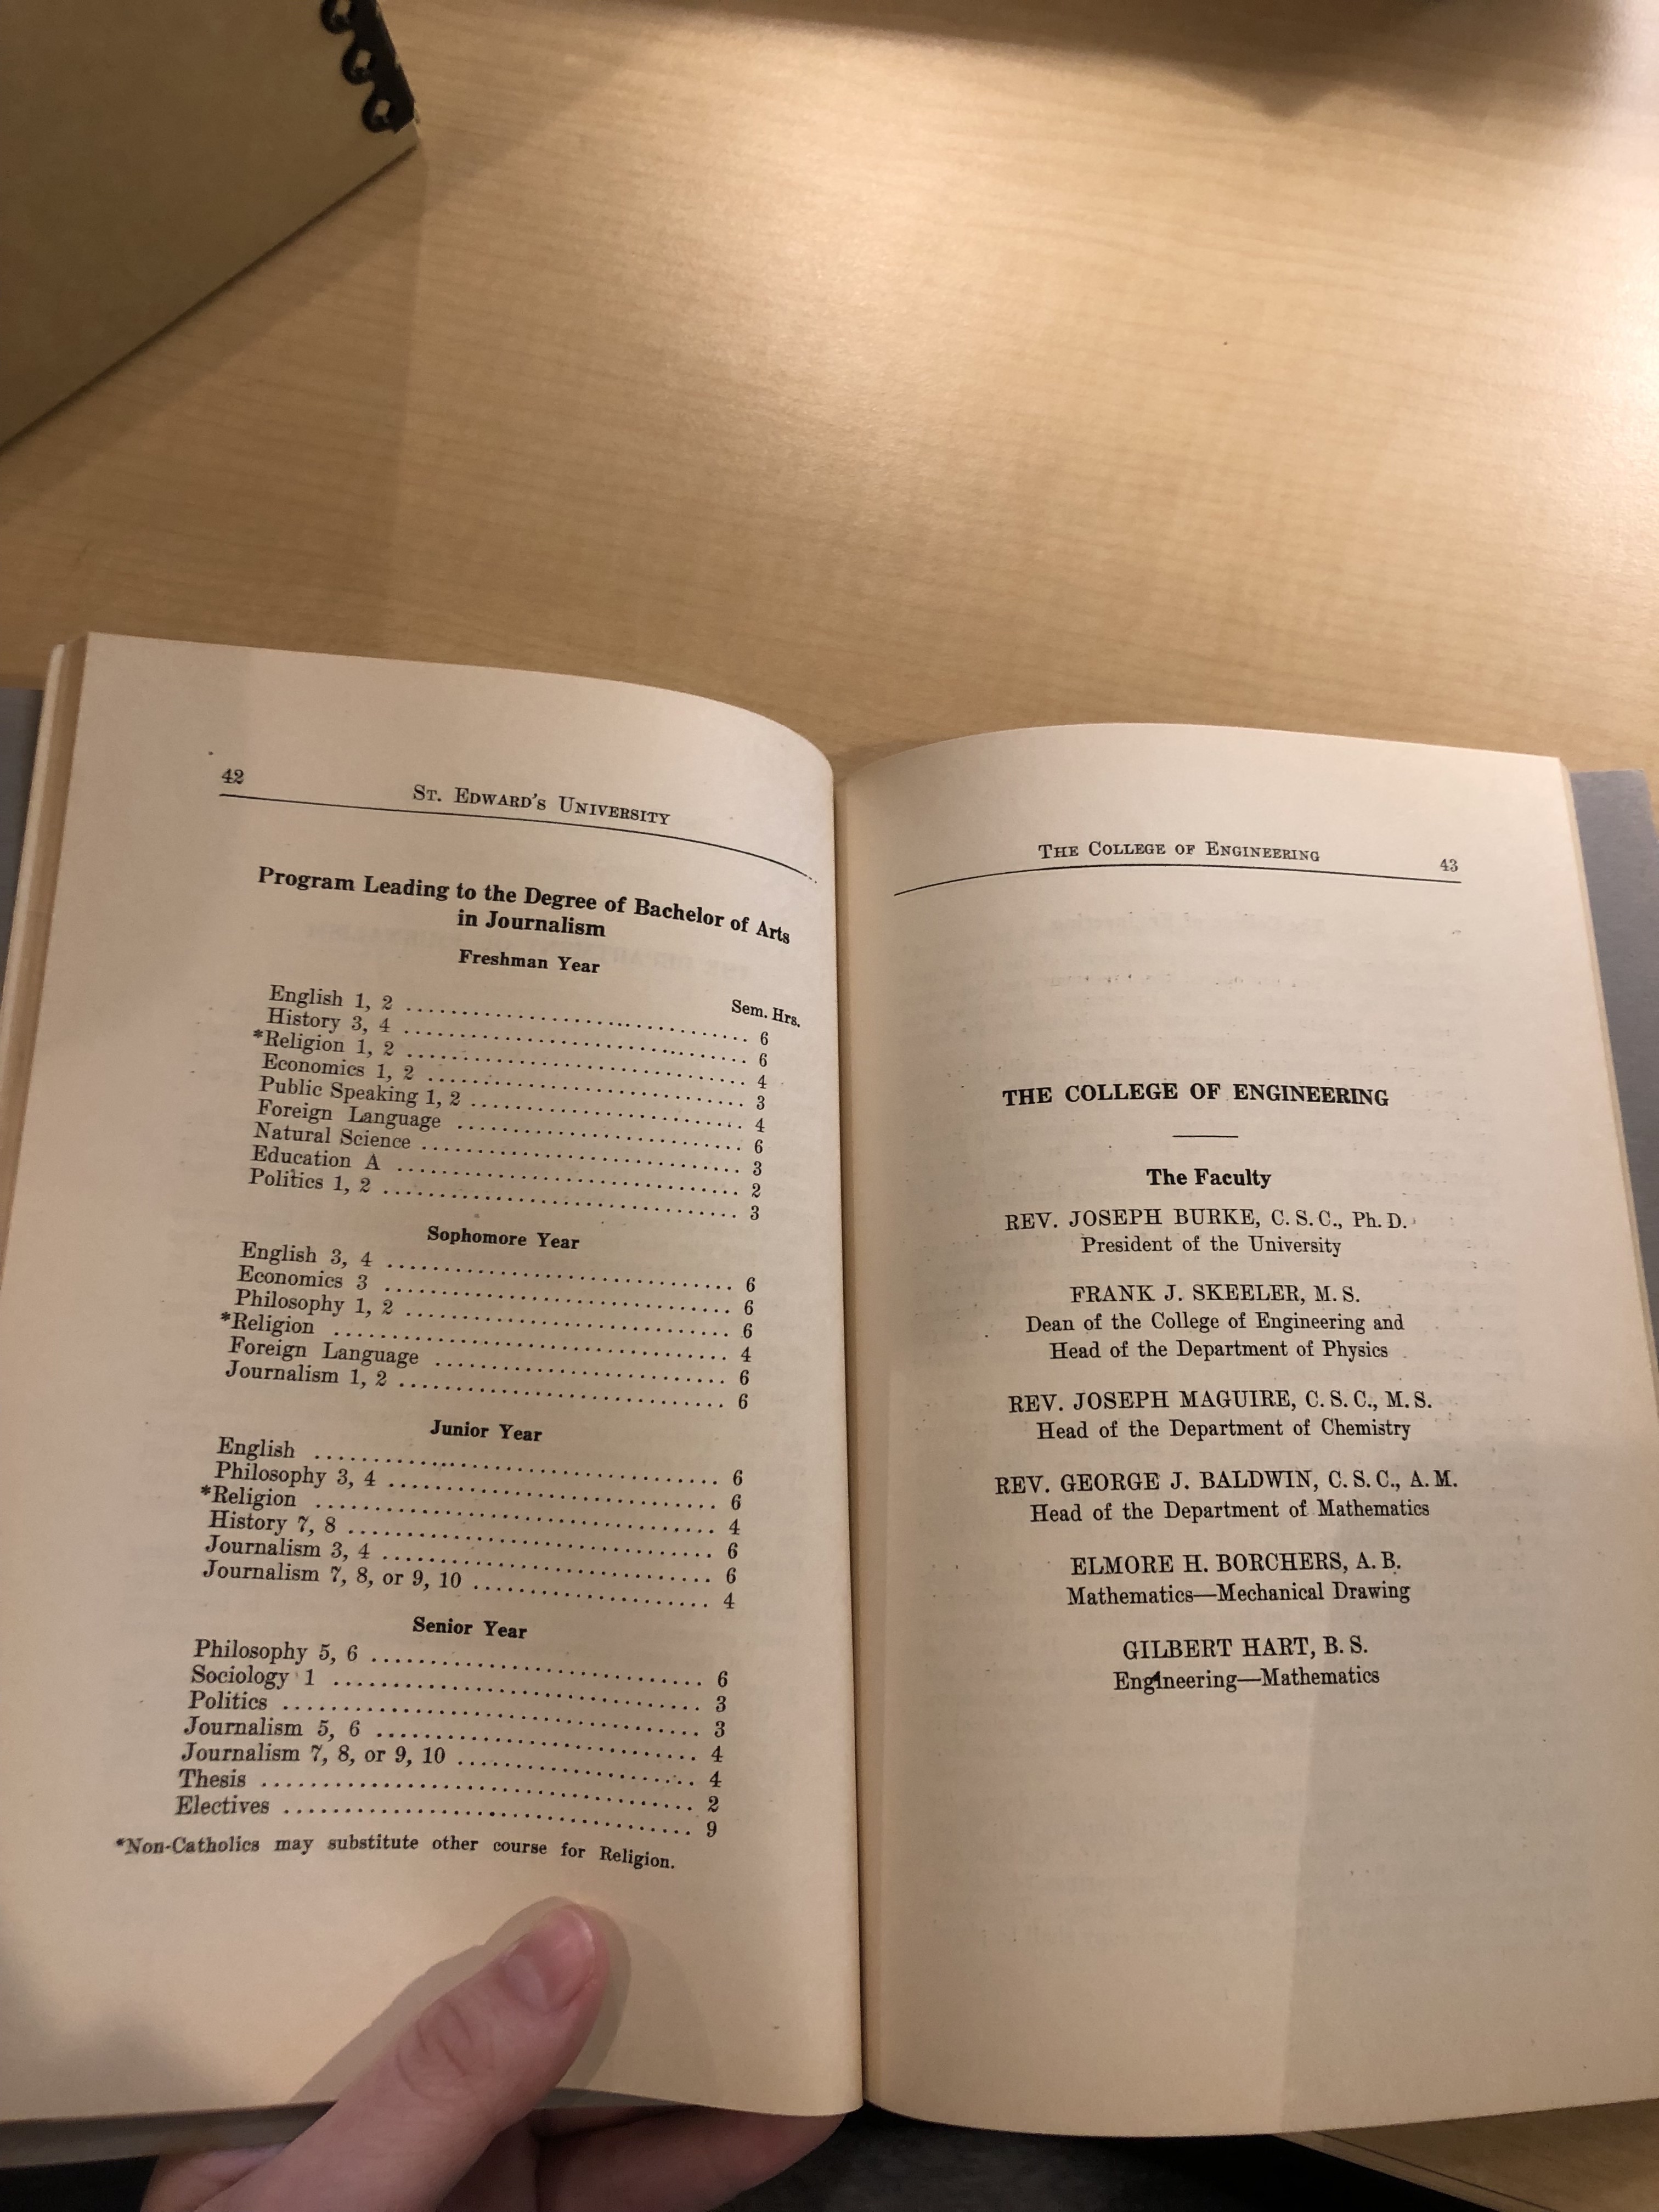 42
St. Edward's University
Program Leading to the Degree of Bachelor of Arts
in Journalism
Freshman Year
Sem. Hrs.
English 1, 2 ........................................ 6
History 3, 4 ........................................ 6
*Religion 1, 2 ........................................ 4
Economics 1, 2 ........................................ 3
Public Speaking 1, 2 ........................................ 4
Foreign Language ........................................ 6
Natural Science ........................................ 3
Education A ........................................ 2
Politics 1, 2 ........................................ 3
Sophomore Year
English 3, 4 ........................................ 6
Economics 3 ........................................ 6
Philosophy 1, 2 ........................................ 6
*Religion ........................................ 4
Foreign Language ........................................ 6
Journalism 1, 2 ........................................ 6
Junior Year
English ........................................ 6
Philosophy 3, 4 ........................................ 6
*Religion ........................................ 4
History 7, 8 ........................................ 6
Journalism 3, 4 ........................................ 6
Journalism 7, 8, or 9, 10 ........................................ 4
Senior Year
Philosophy 5, 6 ........................................ 6
Sociology 1 ........................................ 3
Politics ........................................ 3
Journalism 5, 6 ........................................ 4
Journalism 7, 8, or 9, 10 ........................................ 4
Thesis ........................................ 2
Electives ........................................ 9
*Non-Catholics may substitute other course for Religion.
The College of Engineering
43
THE COLLEGE OF ENGINEERING
The Faculty
REV. JOSEPH BURKE, C. S. C., Ph. D.
President of the University
FRANK J. SKEELER, M. S.
Dean of the College of Engineering and
Head of the Department of Physics
REV. JOSEPH MAGUIRE, C. S. C., M. S.
Head of the Department of Chemistry
REV. GEORGE J. BALDWIN, C. S. C., A. M.
Head of the Department of Mathematics
ELMORE H. BORCHERS, A. B.
Mathematics—Mechanical Drawing
GILBERT HART, B. S.
Engineering—Mathematics